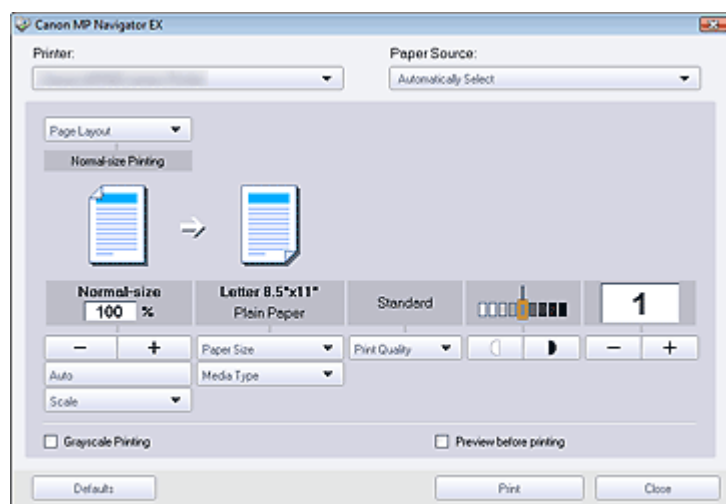 Canon MP Navigator EX
Printer: Paper Source:
Automatically Select
Page Layout
Normal-size Printing
Normal-size Letter 8.5"x11" Standard 1
100 % Plain Paper
− + Paper Size Print Quality − +
Auto Media Type
Scale
Grayscale Printing Preview before printing
Defaults Print Close